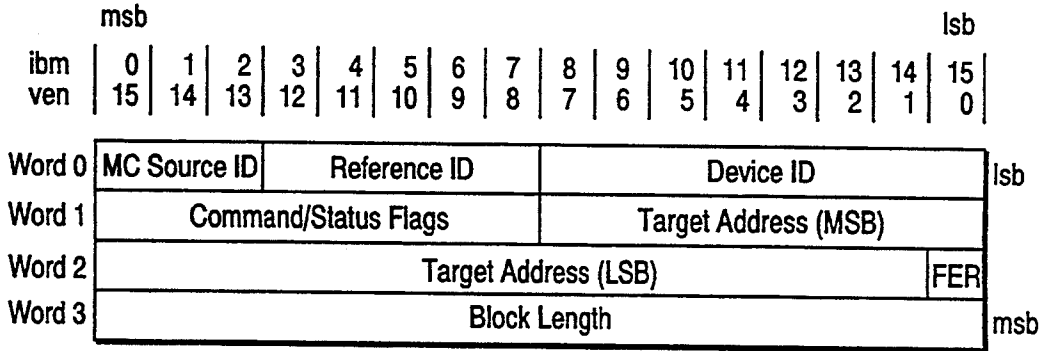 msb lsb
ibm 0 1 2 3 4 5 6 7 8 9 10 11 12 13 14 15
ven 15 14 13 12 11 10 9 8 7 6 5 4 3 2 1 0
Word 0 MC Source ID Reference ID Device ID lsb
Word 1 Command/Status Flags Target Address (MSB)
Word 2 Target Address (LSB) FER
Word 3 Block Length msb